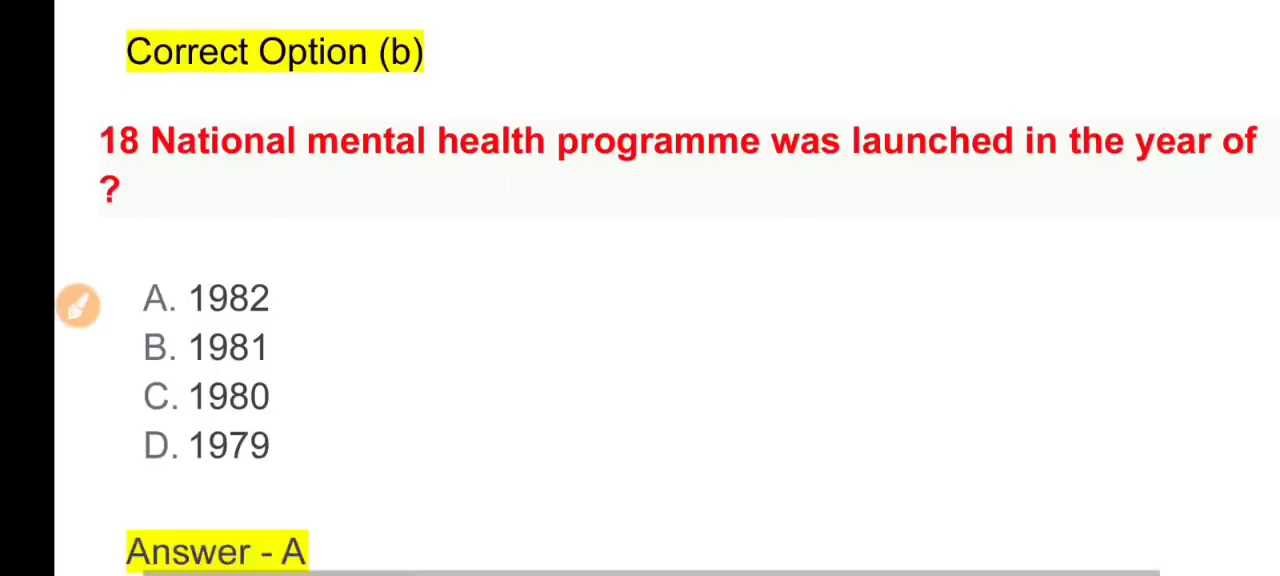 Correct Option (b)
18 National mental health programme was launched in the year of
?
A. 1982
B. 1981
C. 1980
D. 1979
Answer - A